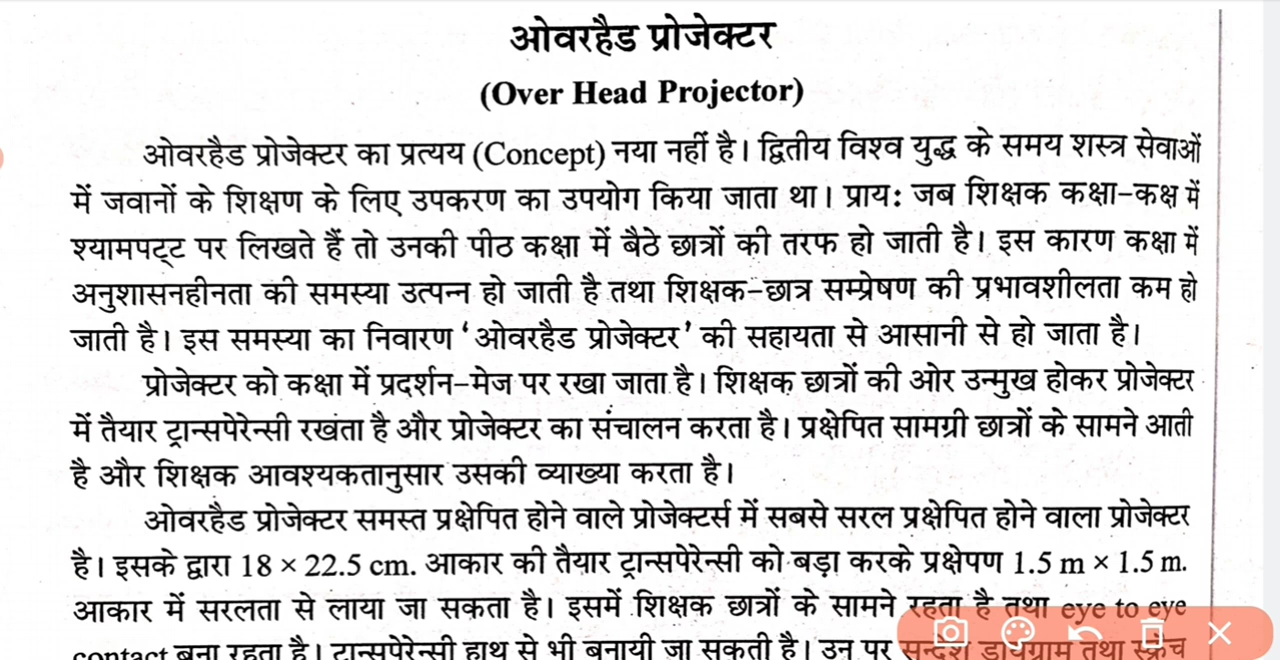 ओवरहैड प्रोजेक्टर
(Over Head Projector)
ओवरहैड प्रोजेक्टर का प्रत्यय (Concept) नया नहीं है। द्वितीय विश्व युद्ध के समय शस्त्र सेवाओं
में जवानों के शिक्षण के लिए उपकरण का उपयोग किया जाता था। प्रायः जब शिक्षक कक्षा-कक्ष में
श्यामपट्ट पर लिखते हैं तो उनकी पीठ कक्षा में बैठे छात्रों की तरफ हो जाती है। इस कारण कक्षा में
अनुशासनहीनता की समस्या उत्पन्न हो जाती है तथा शिक्षक-छात्र सम्प्रेषण की प्रभावशीलता कम हो
जाती है। इस समस्या का निवारण ‘ओवरहैड प्रोजेक्टर’ की सहायता से आसानी से हो जाता है।
प्रोजेक्टर को कक्षा में प्रदर्शन-मेज पर रखा जाता है। शिक्षक छात्रों की ओर उन्मुख होकर प्रोजेक्टर
में तैयार ट्रान्सपेरेन्सी रखता है और प्रोजेक्टर का संचालन करता है। प्रक्षेपित सामग्री छात्रों के सामने आती
है और शिक्षक आवश्यकतानुसार उसकी व्याख्या करता है।
ओवरहैड प्रोजेक्टर समस्त प्रक्षेपित होने वाले प्रोजेक्टर्स में सबसे सरल प्रक्षेपित होने वाला प्रोजेक्टर
है। इसके द्वारा 18 × 22.5 cm. आकार की तैयार ट्रान्सपेरेन्सी को बड़ा करके प्रक्षेपण 1.5 m × 1.5 m.
आकार में सरलता से लाया जा सकता है। इसमें शिक्षक छात्रों के सामने रहता है तथा eye to eye
contact बना रहता है। ट्रान्सपेरेन्सी हाथ से भी बनायी जा सकती है। उन पर सन्देश डायग्राम तथा स्क्रैच